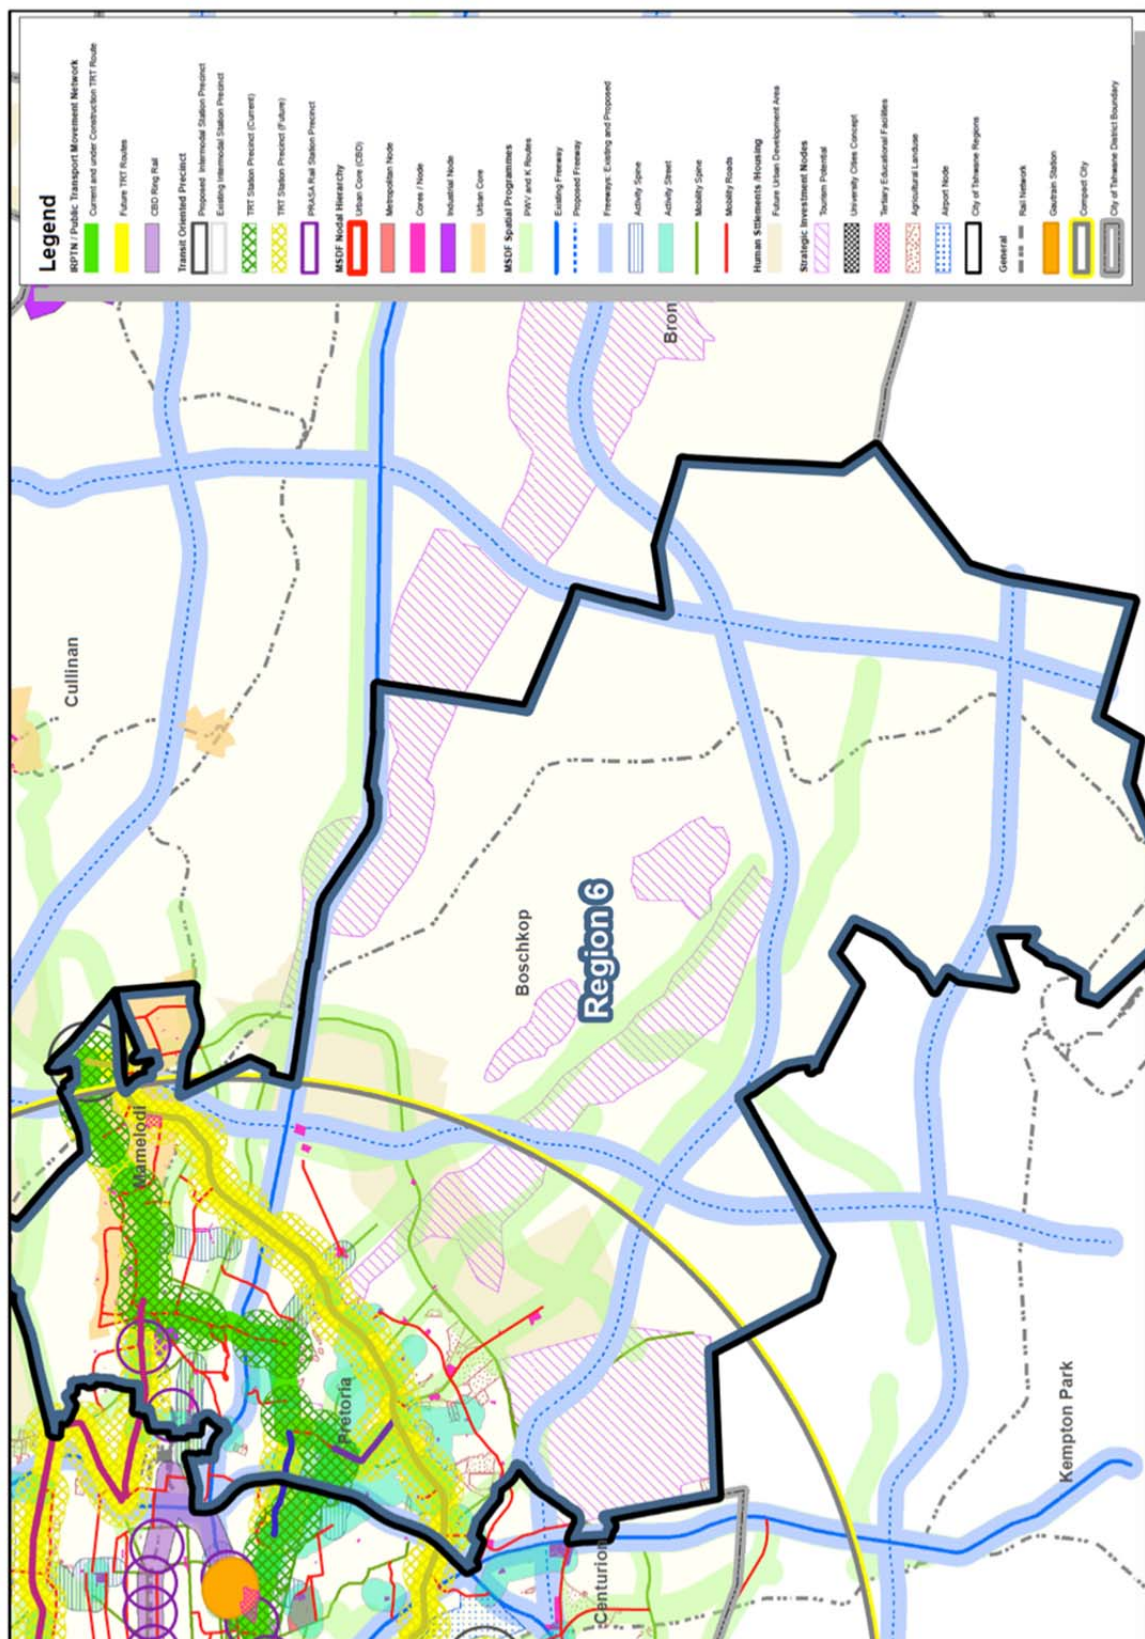 Legend
IRPTN / Public Transport Movement Network
Current and under Construction TRT Route
Future TRT Routes
CBD Ring Rail
Transit Oriented Precinct
Proposed Intermodal Station Precinct
Existing Intermodal Station Precinct
TRT Station Precinct (Current)
TRT Station Precinct (Future)
PRASA Rail Station Precinct
MSDF Nodal Hierarchy
Urban Core (CBD)
Metropolitan Node
Cores / Node
Industrial Node
Urban Core
MSDF Spatial Programmes
PWV and K Routes
Existing Freeway
Proposed Freeway
Freeways: Existing and Proposed
Activity Spine
Activity Street
Mobility Spine
Mobility Roads
Human Sttlements /Housing
Future Urban Development Area
Strategic Investment Nodes
Tourism Potential
University Cities Concept
Tertiary Educational Facilities
Agricultural Landuse
Airport Node
City of Tshwane Regions
General
Rail Network
Gautrain Station
Compact City
City of Tshwane District Boundary
Cullinan
Bron
Mamelodi
Boschkop
Region 6
Pretoria
Centurion
Kempton Park